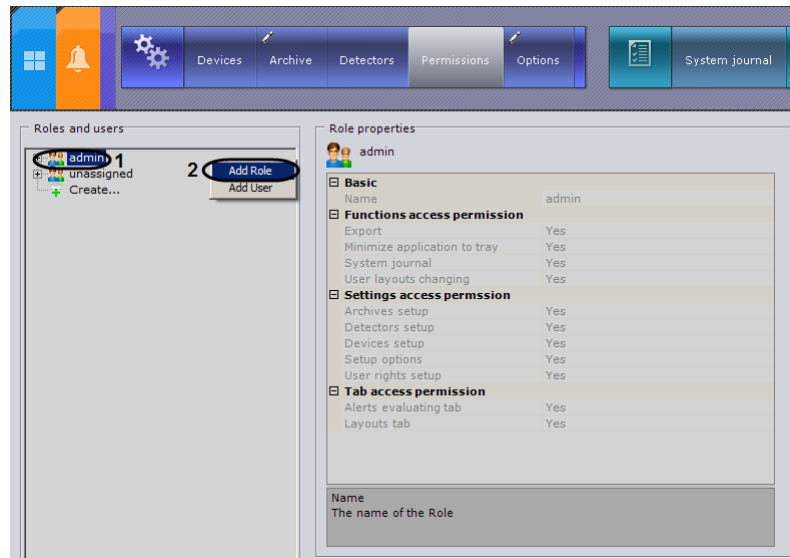 Devices Archive Detectors Permissions Options System journal
Roles and users
admin 1
unassigned
Create...
2 Add Role
Add User
Role properties
admin
Basic
Name admin
Functions access permission
Export Yes
Minimize application to tray Yes
System journal Yes
User layouts changing Yes
Settings access permssion
Archives setup Yes
Detectors setup Yes
Devices setup Yes
Setup options Yes
User rights setup Yes
Tab access permission
Alerts evaluating tab Yes
Layouts tab Yes
Name
The name of the Role